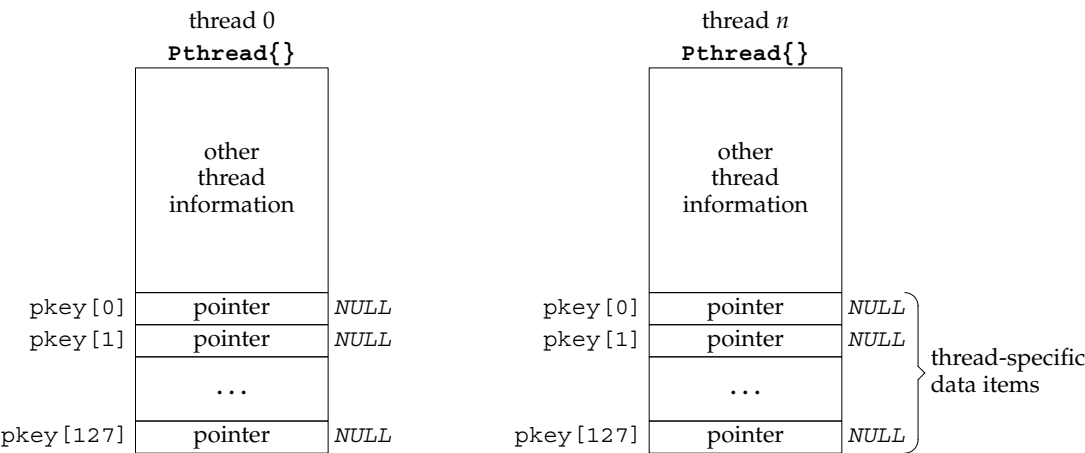 thread 0
Pthread{}
other
thread
information
pkey[0] pointer NULL
pkey[1] pointer NULL
...
pkey[127] pointer NULL
thread n
Pthread{}
other
thread
information
pkey[0] pointer NULL
pkey[1] pointer NULL
...
pkey[127] pointer NULL
thread-specific
data items